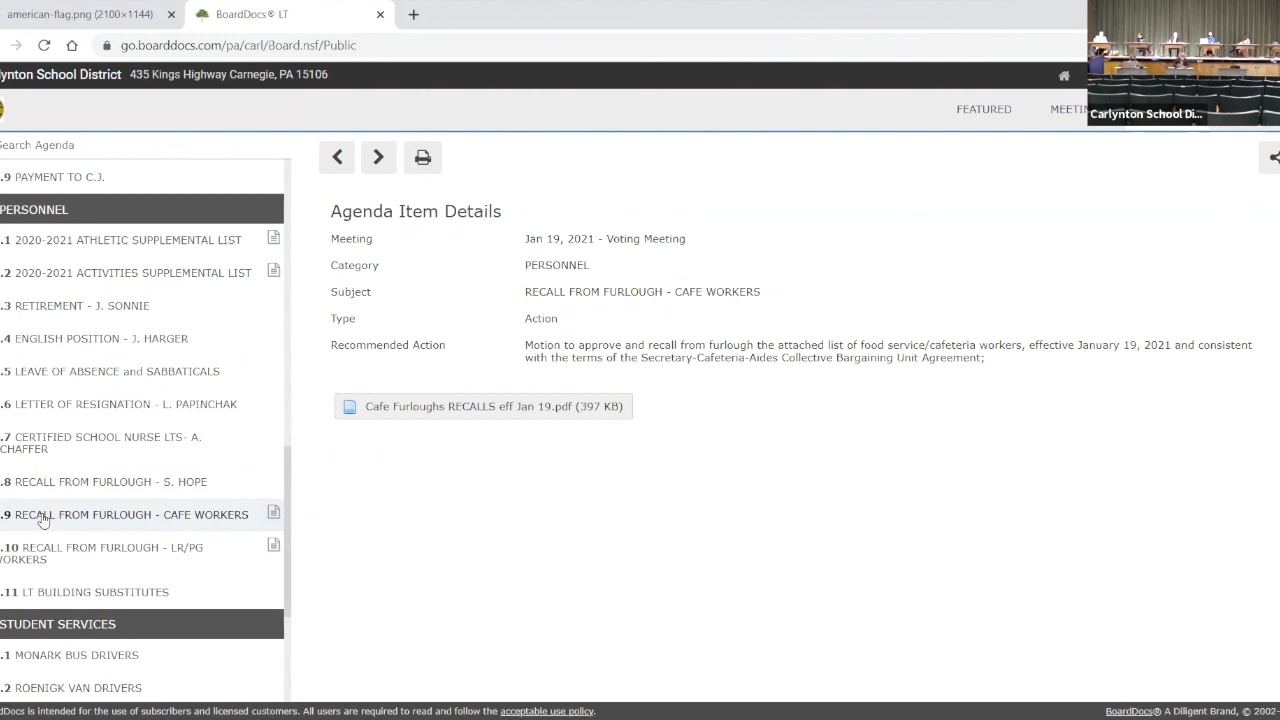 american-flag.png (2100×1144)
BoardDocs® LT
go.boarddocs.com/pa/carl/Board.nsf/Public
lynton School District 435 Kings Highway Carnegie, PA 15106
FEATURED MEETIN
Carlynton School Di...
Search Agenda
.9 PAYMENT TO C.J.
PERSONNEL
.1 2020-2021 ATHLETIC SUPPLEMENTAL LIST
.2 2020-2021 ACTIVITIES SUPPLEMENTAL LIST
.3 RETIREMENT - J. SONNIE
.4 ENGLISH POSITION - J. HARGER
.5 LEAVE OF ABSENCE and SABBATICALS
.6 LETTER OF RESIGNATION - L. PAPINCHAK
.7 CERTIFIED SCHOOL NURSE LTS- A.
CHAFFER
.8 RECALL FROM FURLOUGH - S. HOPE
.9 RECALL FROM FURLOUGH - CAFE WORKERS
.10 RECALL FROM FURLOUGH - LR/PG
WORKERS
.11 LT BUILDING SUBSTITUTES
STUDENT SERVICES
.1 MONARK BUS DRIVERS
.2 ROENIGK VAN DRIVERS
Agenda Item Details
Meeting Jan 19, 2021 - Voting Meeting
Category PERSONNEL
Subject RECALL FROM FURLOUGH - CAFE WORKERS
Type Action
Recommended Action Motion to approve and recall from furlough the attached list of food service/cafeteria workers, effective January 19, 2021 and consistent
with the terms of the Secretary-Cafeteria-Aides Collective Bargaining Unit Agreement;
Cafe Furloughs RECALLS eff Jan 19.pdf (397 KB)
rdDocs is intended for the use of subscribers and licensed customers. All users are required to read and follow the acceptable use policy.
BoardDocs® A Diligent Brand, © 2002-